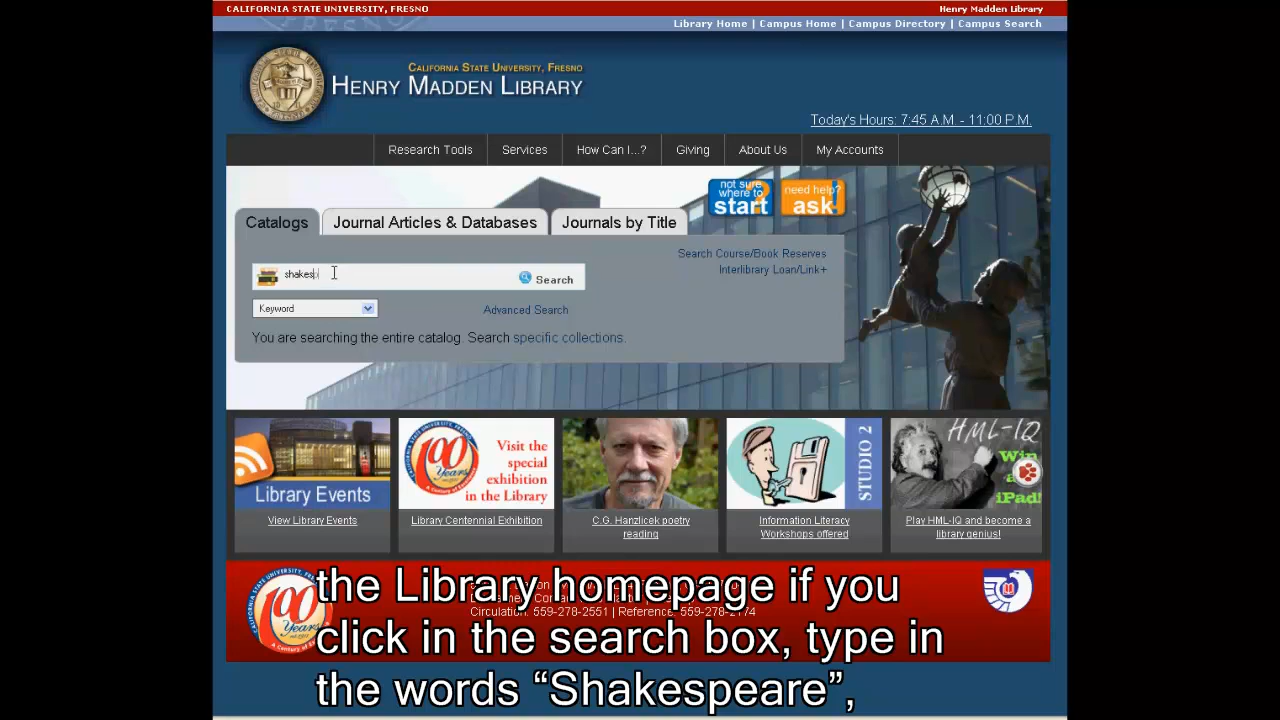 CALIFORNIA STATE UNIVERSITY, FRESNO
Henry Madden Library
Library Home | Campus Home | Campus Directory | Campus Search
CALIFORNIA STATE UNIVERSITY, FRESNO
HENRY MADDEN LIBRARY
Today's Hours: 7:45 A.M. - 11:00 P.M.
Research Tools
Services
How Can I...?
Giving
About Us
My Accounts
not sure where to start?
need help? ask!
Catalogs
Journal Articles & Databases
Journals by Title
Search Course/Book Reserves
Interlibrary Loan/Link+
shakesp
Search
Keyword
Advanced Search
You are searching the entire catalog. Search specific collections.
Library Events
100 Years
Visit the
special
exhibition
in the Library
STUDIO 2
HML-IQ
Win
a
iPad!
View Library Events
Library Centennial Exhibition
C.G. Hanzlicek poetry
reading
Information Literacy
Workshops offered
Play HML-IQ and become a
library genius!
100 Years
Circulation: 559-278-2551 | Reference: 559-278-2174
the Library homepage if you
click in the search box, type in
the words “Shakespeare”,